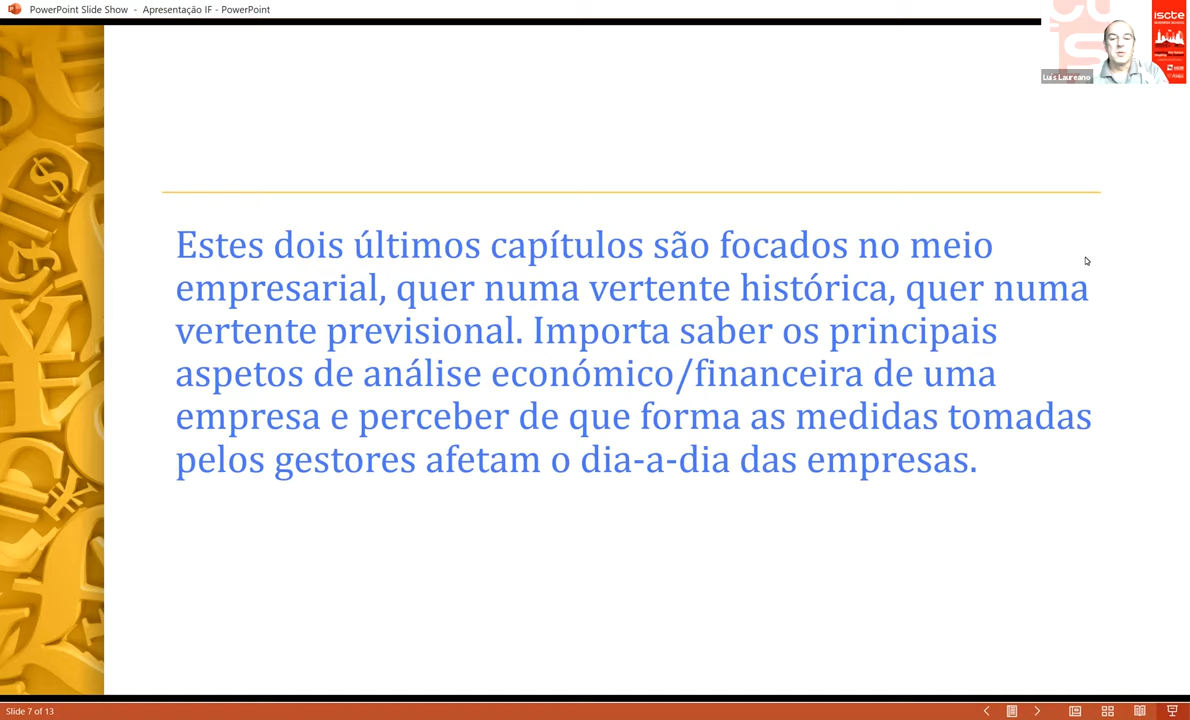 PowerPoint Slide Show - Apresentação IF - PowerPoint
iscte
BUSINESS SCHOOL
Luís Laureano
Estes dois últimos capítulos são focados no meio
empresarial, quer numa vertente histórica, quer numa
vertente previsional. Importa saber os principais
aspetos de análise económico/financeira de uma
empresa e perceber de que forma as medidas tomadas
pelos gestores afetam o dia-a-dia das empresas.
Slide 7 of 13